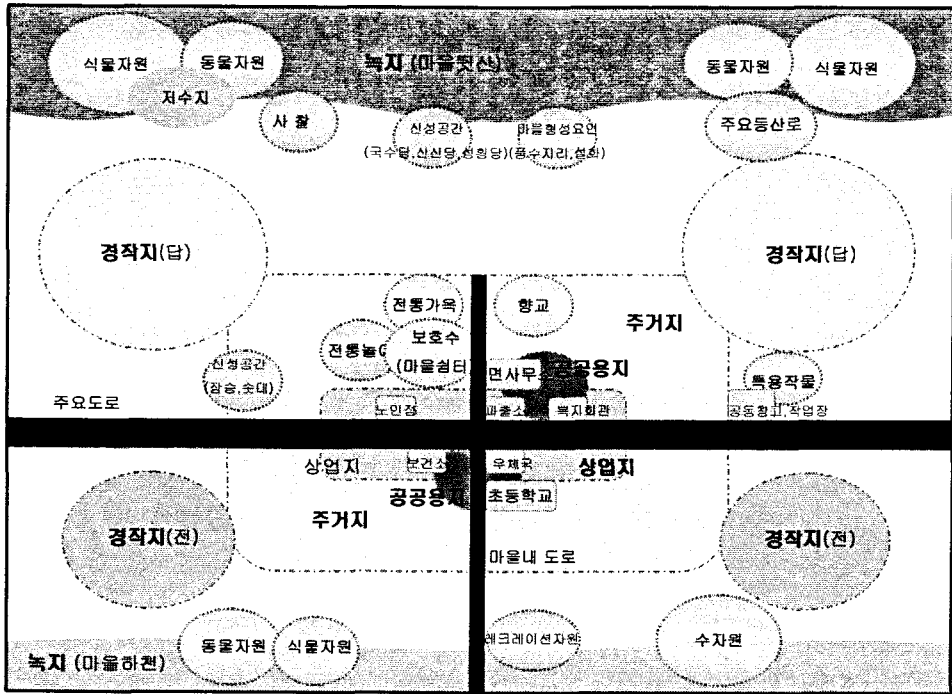 식물자원
동물자원
녹지 (마을뒷산)
동물자원
식물자원
저수지
사 찰
신성공간
(국수당,산신당,성황당)
마을형성요인
(풍수지리,설화)
주요등산로
경작지(답)
경작지(답)
전통가옥
향교
주거지
전통놀이
보호수
(마을쉼터)
신성공간
(장승,솟대)
면사무소
공공용지
특용작물
주요도로
노인정
파출소
복지회관
공동창고,작업장
상업지
보건소
우체국
상업지
공공용지
초등학교
경작지(전)
주거지
경작지(전)
마을내 도로
동물자원
식물자원
레크레이션자원
수자원
녹지 (마을하천)